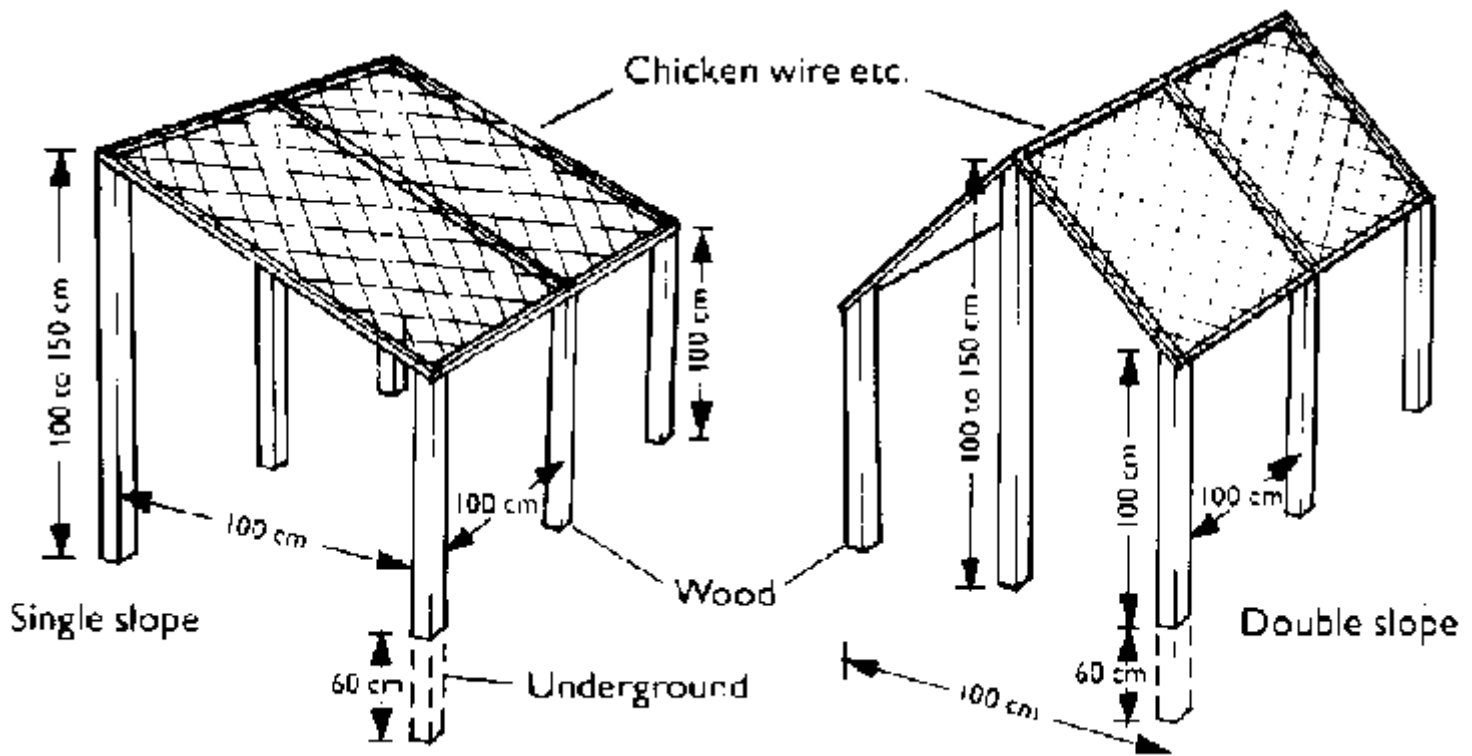 Chicken wire etc.
100 to 150 cm
100 cm
100 cm
100 cm
Single slope
60 cm
Underground
Wood
100 to 150 cm
100 cm
100 cm
Double slope
60 cm
100 cm